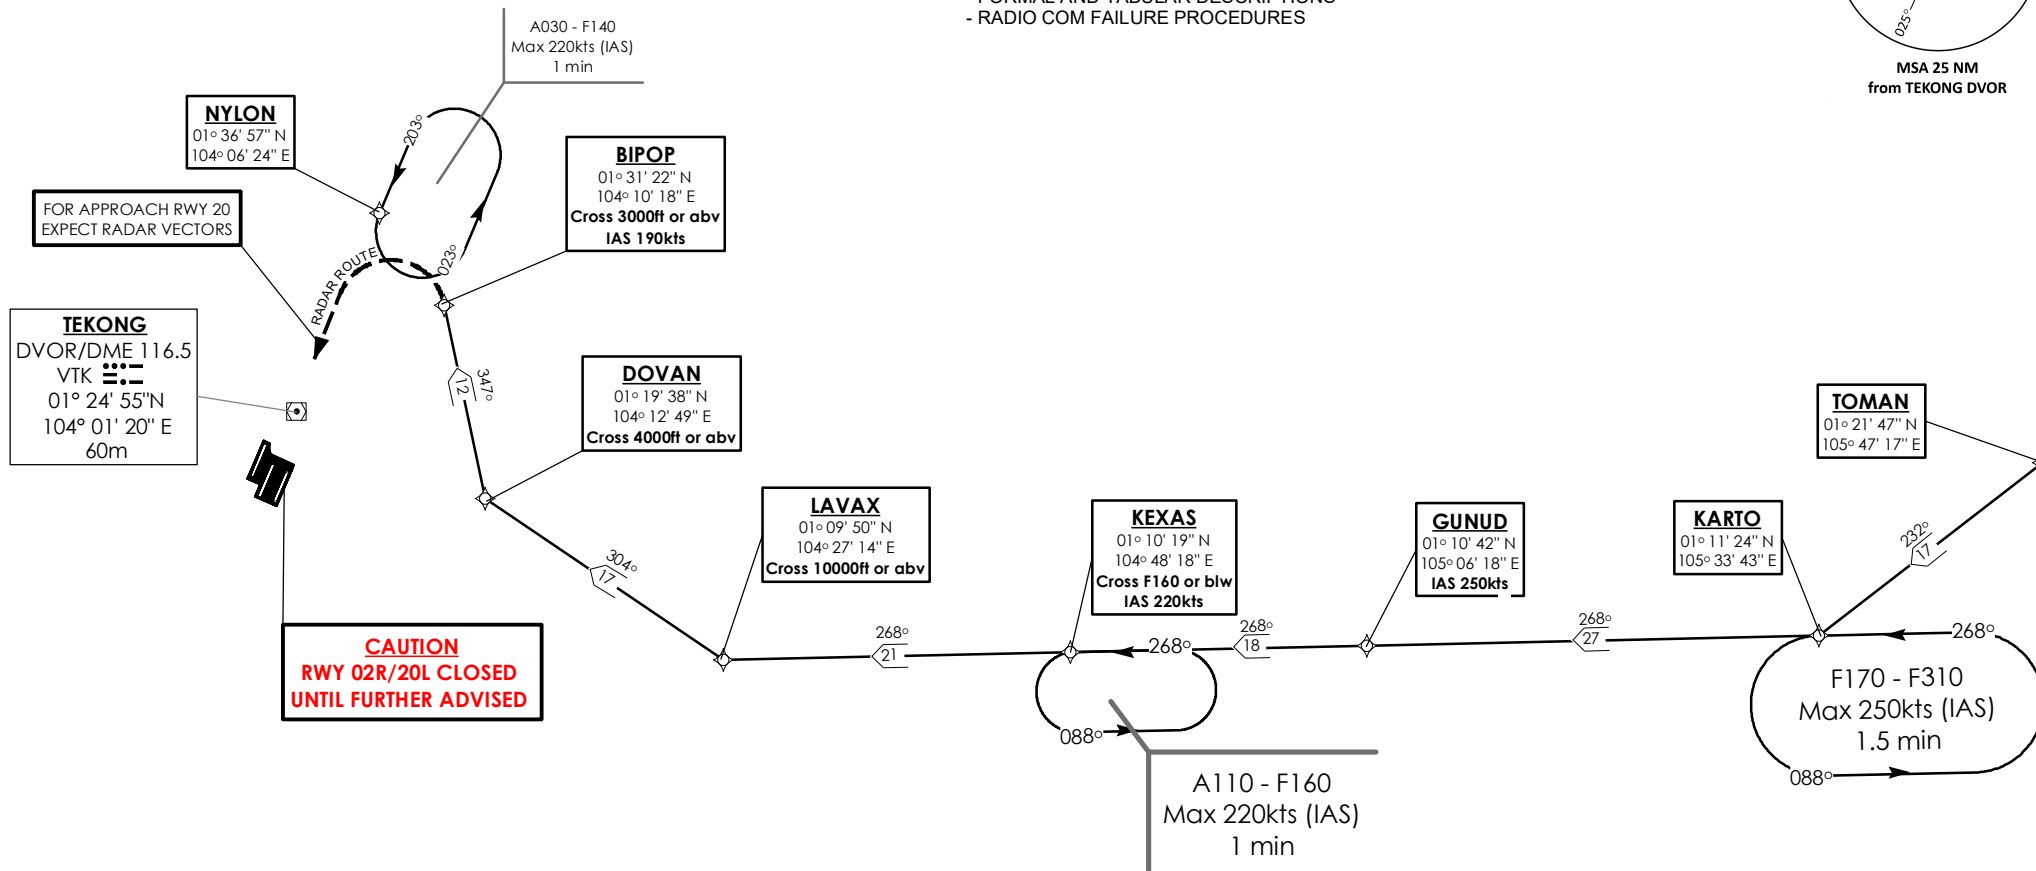 - RADIO COM FAILURE PROCEDURES
025°
MSA 25 NM
from TEKONG DVOR
A030 - F140
Max 220kts (IAS)
1 min
NYLON
01° 36' 57" N
104° 06' 24" E
203°
023°
BIPOP
01° 31' 22" N
104° 10' 18" E
Cross 3000ft or abv
IAS 190kts
FOR APPROACH RWY 20
EXPECT RADAR VECTORS
RADAR ROUTE
TEKONG
DVOR/DME 116.5
VTK
01° 24' 55"N
104° 01' 20" E
60m
347°
12
DOVAN
01° 19' 38" N
104° 12' 49" E
Cross 4000ft or abv
304°
17
LAVAX
01° 09' 50" N
104° 27' 14" E
Cross 10000ft or abv
268°
21
KEXAS
01° 10' 19" N
104° 48' 18" E
Cross F160 or blw
IAS 220kts
268°
088°
A110 - F160
Max 220kts (IAS)
1 min
268°
18
GUNUD
01° 10' 42" N
105° 06' 18" E
IAS 250kts
268°
27
KARTO
01° 11' 24" N
105° 33' 43" E
TOMAN
01° 21' 47" N
105° 47' 17" E
232°
17
268°
F170 - F310
Max 250kts (IAS)
1.5 min
088°
CAUTION
RWY 02R/20L CLOSED
UNTIL FURTHER ADVISED